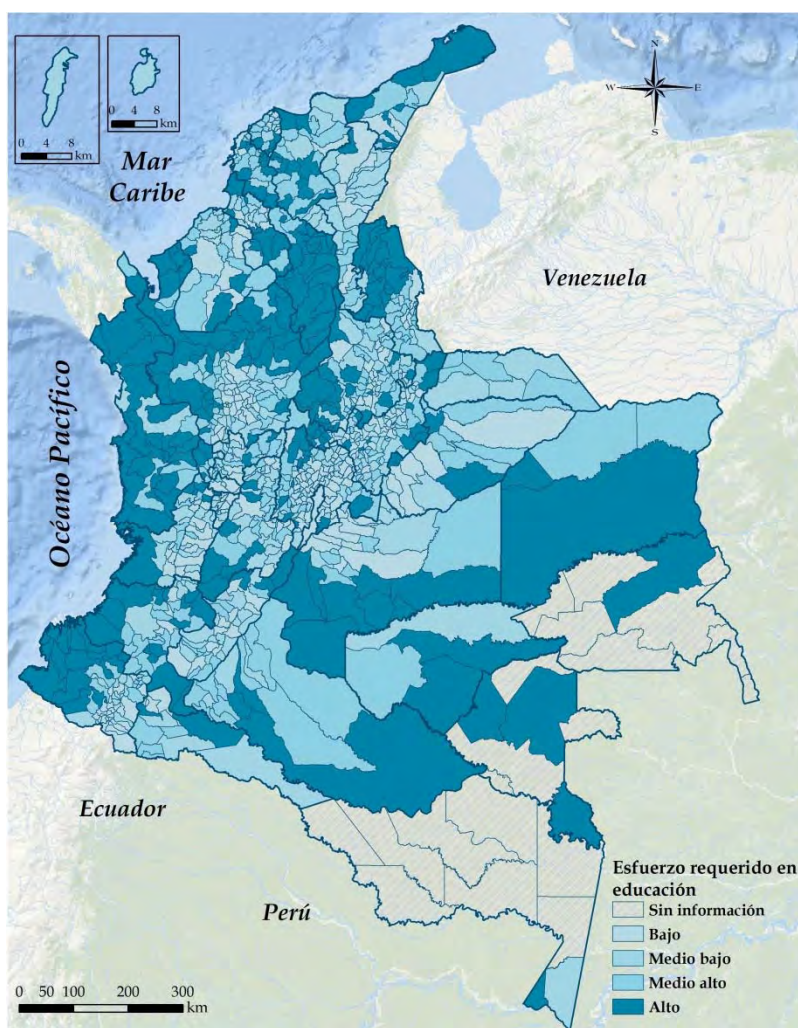 N
W E
S
0 4 8
km
0 4 8
km
Mar
Caribe
Venezuela
Océano Pacífico
Ecuador
Perú
Esfuerzo requerido en
educación
Sin información
Bajo
Medio bajo
Medio alto
Alto
0 50 100 200 300
km